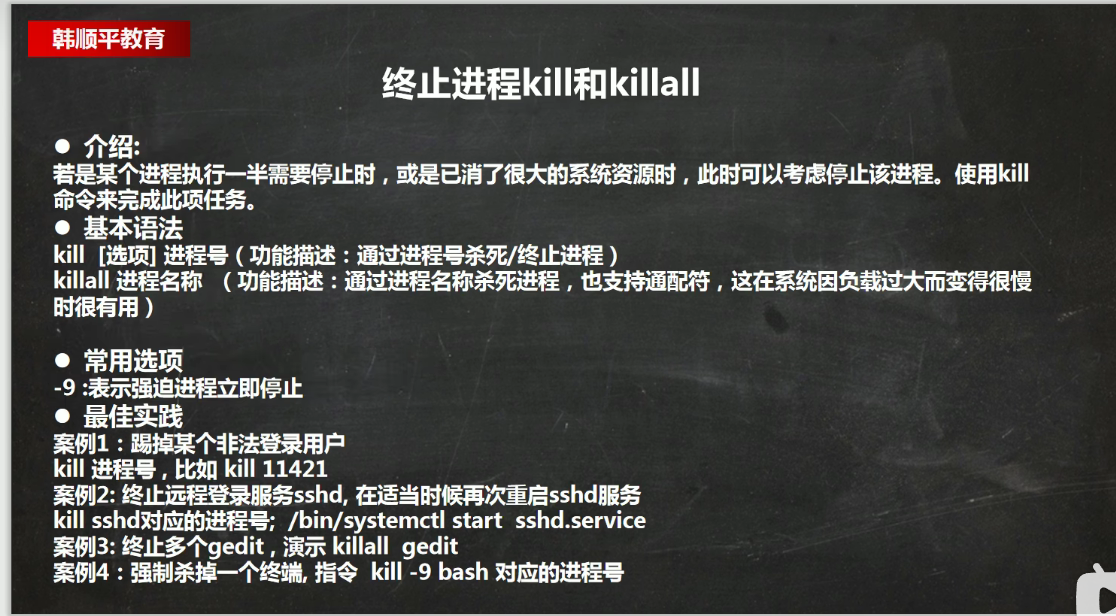 韩顺平教育
终止进程kill和killall
● 介绍:
若是某个进程执行一半需要停止时，或是已消了很大的系统资源时，此时可以考虑停止该进程。使用kill
命令来完成此项任务。
● 基本语法
kill  [选项] 进程号（功能描述：通过进程号杀死/终止进程）
killall 进程名称  （功能描述：通过进程名称杀死进程，也支持通配符，这在系统因负载过大而变得很慢
时很有用）
● 常用选项
-9 :表示强迫进程立即停止
● 最佳实践
案例1：踢掉某个非法登录用户
kill 进程号，比如 kill 11421
案例2: 终止远程登录服务sshd, 在适当时候再次重启sshd服务
kill sshd对应的进程号;  /bin/systemctl start  sshd.service
案例3: 终止多个gedit，演示 killall  gedit
案例4：强制杀掉一个终端, 指令  kill -9 bash 对应的进程号